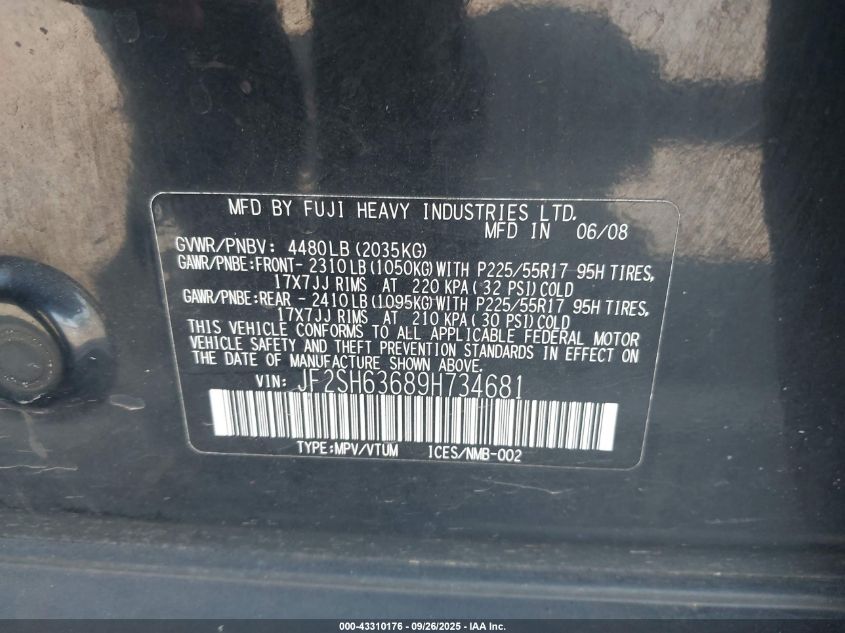 MFD BY FUJI HEAVY INDUSTRIES LTD.
MFD IN 06/08
GVWR/PNBV: 4480LB (2035KG)
GAWR/PNBE:FRONT- 2310LB(1050KG)WITH P225/55R17 95H TIRES,
17X7JJ RIMS AT 220 KPA(32 PSI)COLD
GAWR/PNBE:REAR - 2410LB(1095KG)WITH P225/55R17 95H TIRES,
17X7JJ RIMS AT 210 KPA(30 PSI)COLD
THIS VEHICLE CONFORMS TO ALL APPLICABLE FEDERAL MOTOR
VEHICLE SAFETY AND THEFT PREVENTION STANDARDS IN EFFECT ON
THE DATE OF MANUFACTURE SHOWN ABOVE.
VIN: JF2SH63689H734681
TYPE:MPV/VTUM ICES/NMB-002
000-43310176 - 09/26/2025 - IAA Inc.